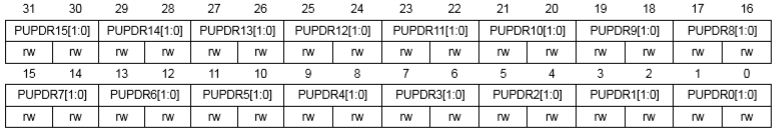 31 30 29 28 27 26 25 24 23 22 21 20 19 18 17 16
PUPDR15[1:0] PUPDR14[1:0] PUPDR13[1:0] PUPDR12[1:0] PUPDR11[1:0] PUPDR10[1:0] PUPDR9[1:0] PUPDR8[1:0]
rw rw rw rw rw rw rw rw rw rw rw rw rw rw rw rw
15 14 13 12 11 10 9 8 7 6 5 4 3 2 1 0
PUPDR7[1:0] PUPDR6[1:0] PUPDR5[1:0] PUPDR4[1:0] PUPDR3[1:0] PUPDR2[1:0] PUPDR1[1:0] PUPDR0[1:0]
rw rw rw rw rw rw rw rw rw rw rw rw rw rw rw rw